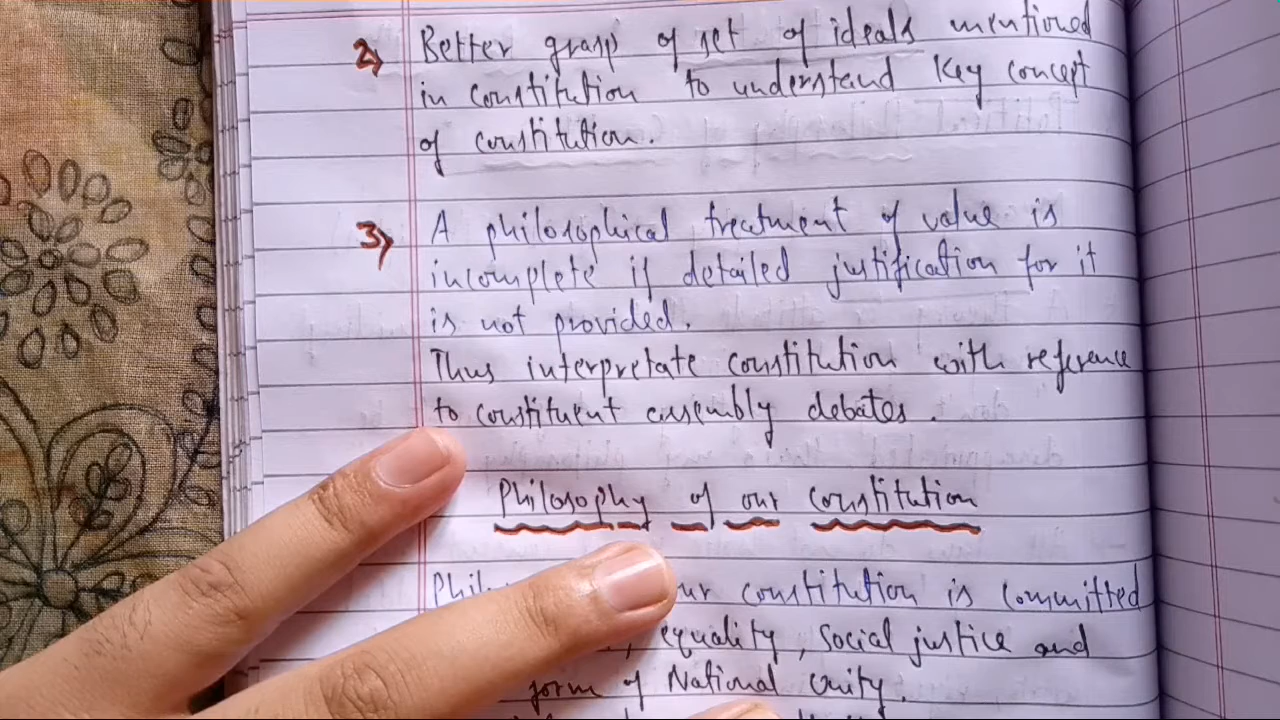 2) Better grasp of set of ideals mentioned
in constitution to understand key concept
of constitution.
3) A philosophical treatment of value is
incomplete if detailed justification for it
is not provided.
Thus interpretate constitution with reference
to constituent assembly debates.
Philosophy of our constitution
constitution is committed
equality, social justice and
form of National Unity.